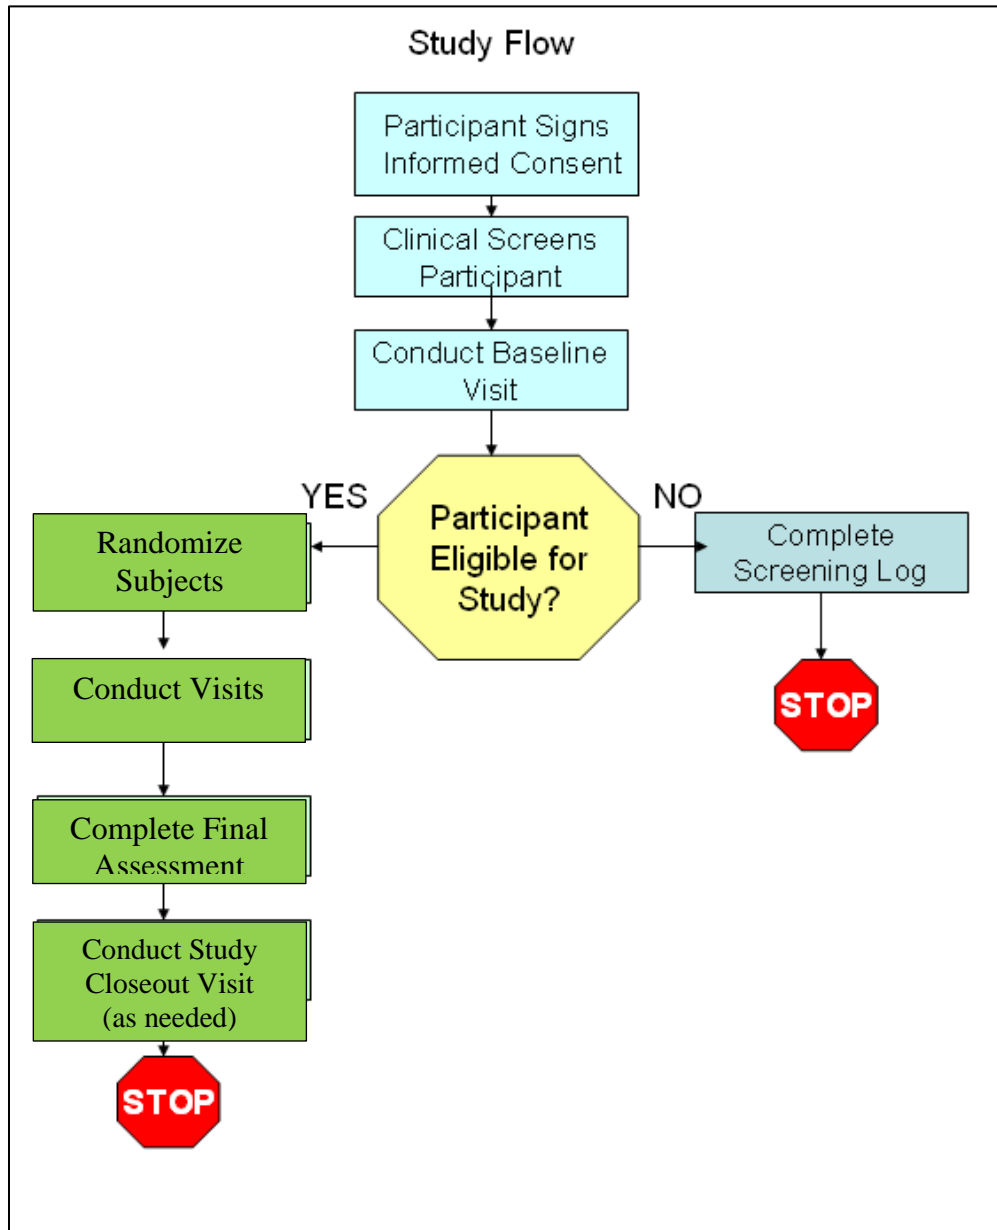 Study Flow
Participant Signs
Informed Consent
Clinical Screens
Participant
Conduct Baseline
Visit
YES
Participant
Eligible for
Study?
NO
Randomize
Subjects
Complete
Screening Log
Conduct Visits
STOP
Complete Final
Assessment
Conduct Study
Closeout Visit
(as needed)
STOP